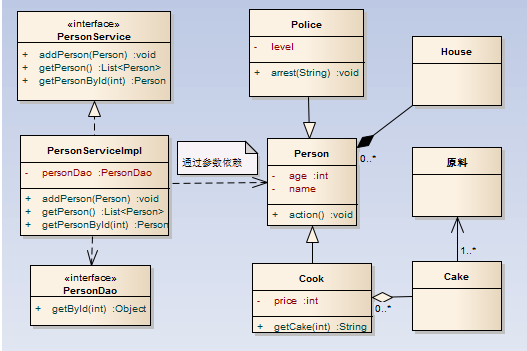 «interface»
PersonService
+ addPerson(Person) :void
+ getPerson() :List<Person>
+ getPersonById(int) :Person
Police
- level
+ arrest(String) :void
House
PersonServiceImpl
- personDao :PersonDao
+ addPerson(Person) :void
+ getPerson() :List<Person>
+ getPersonById(int) :Person
通过参数依赖
Person
- age :int
- name
+ action() :void
0..*
原料
1..*
«interface»
PersonDao
+ getById(int) :Object
Cook
- price :int
+ getCake(int) :String
0..*
Cake